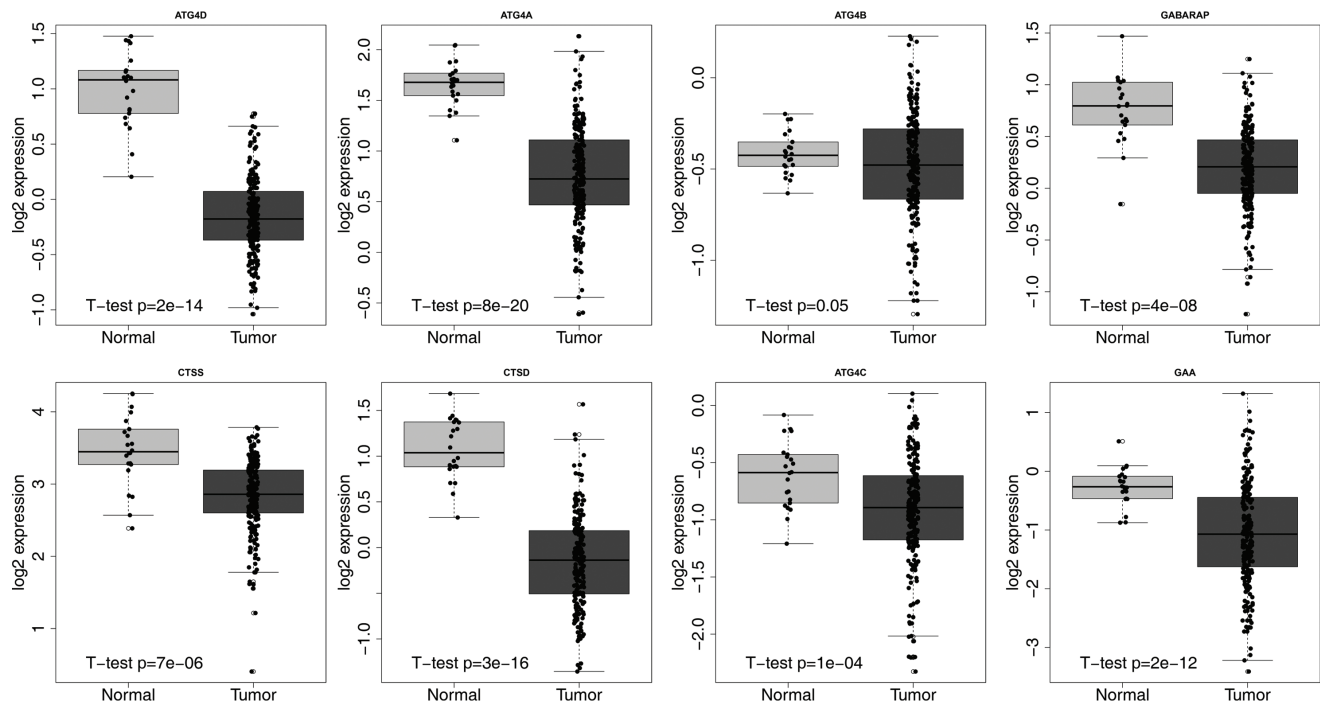 ATG4D
log2 expression
1.5
1.0
0.5
0.0
−0.5
−1.0
T−test p=2e−14
Normal Tumor
ATG4A
log2 expression
2.0
1.5
1.0
0.5
0.0
−0.5
T−test p=8e−20
Normal Tumor
ATG4B
log2 expression
0.0
−0.5
−1.0
T−test p=0.05
Normal Tumor
GABARAP
log2 expression
1.5
1.0
0.5
0.0
−0.5
−1.0
T−test p=4e−08
Normal Tumor
CTSS
log2 expression
4
3
2
1
T−test p=7e−06
Normal Tumor
CTSD
log2 expression
1.5
1.0
0.5
0.0
−1.0
T−test p=3e−16
Normal Tumor
ATG4C
log2 expression
0.0
−0.5
−1.0
−1.5
−2.0
T−test p=1e−04
Normal Tumor
GAA
log2 expression
1
0
−1
−2
−3
T−test p=2e−12
Normal Tumor